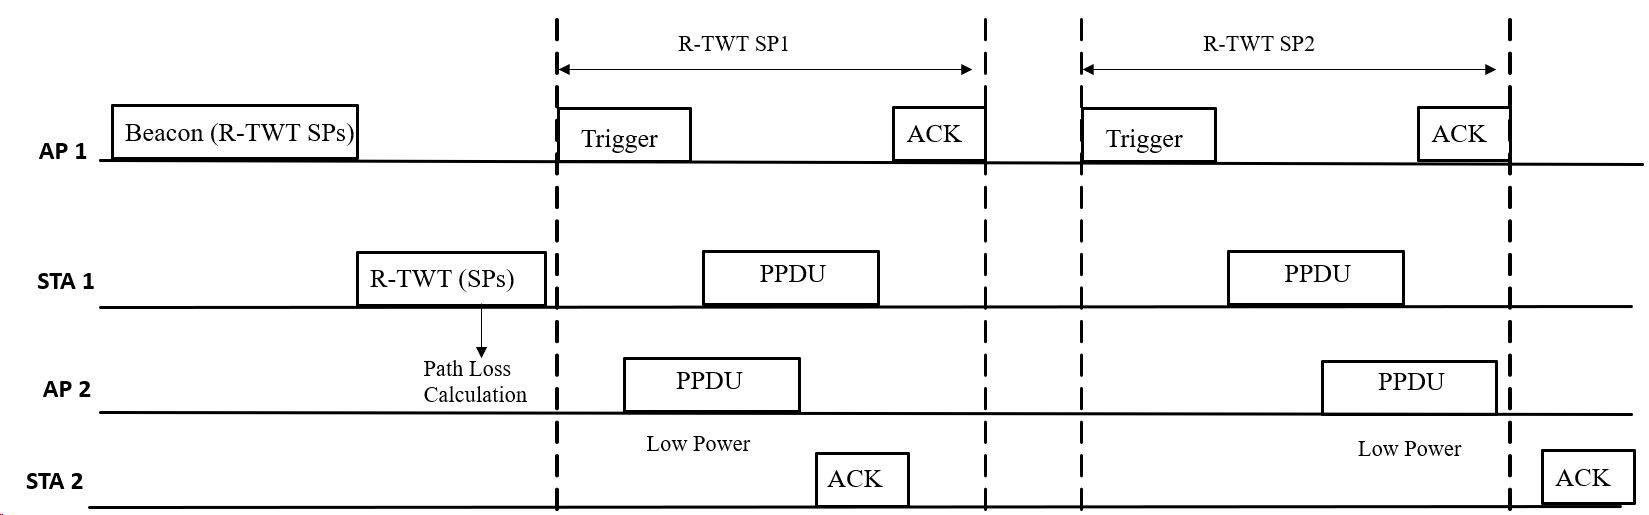 R-TWT SP1
R-TWT SP2
AP 1
Beacon (R-TWT SPs)
Trigger
ACK
Trigger
ACK
STA 1
R-TWT (SPs)
PPDU
PPDU
Path Loss
Calculation
AP 2
PPDU
PPDU
Low Power
Low Power
STA 2
ACK
ACK